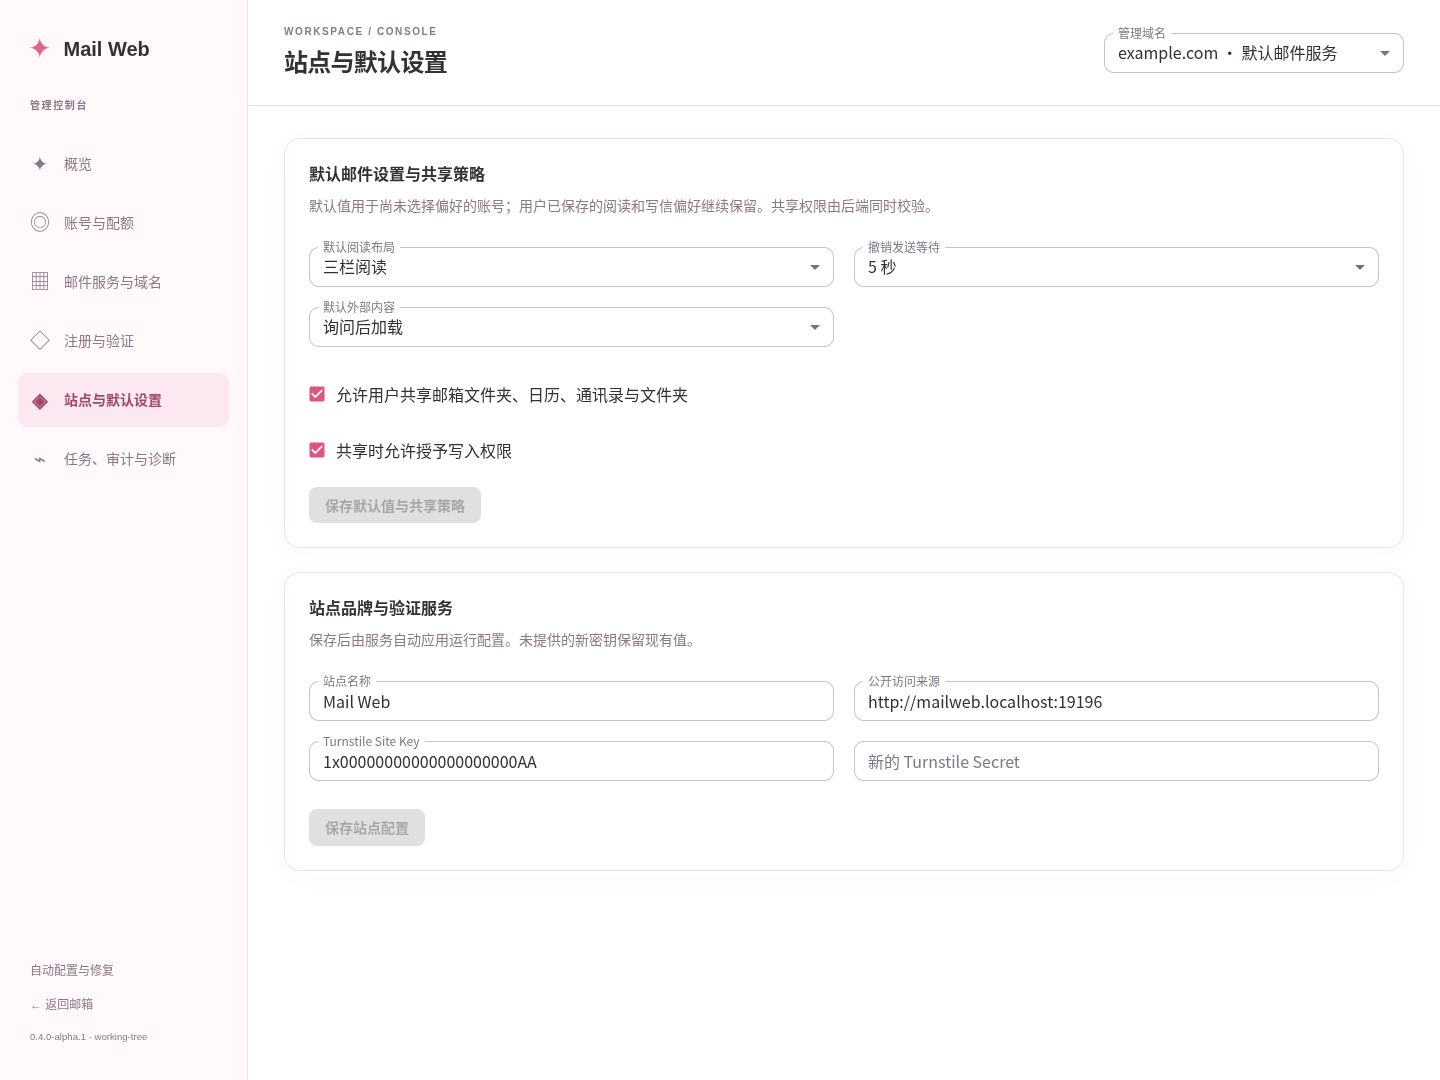 Mail Web
管理控制台
概览
账号与配额
邮件服务与域名
注册与验证
站点与默认设置
任务、审计与诊断
自动配置与修复
← 返回邮箱
0.4.0-alpha.1 · working-tree
WORKSPACE / CONSOLE
站点与默认设置
管理域名
example.com · 默认邮件服务
默认邮件设置与共享策略
默认值用于尚未选择偏好的账号；用户已保存的阅读和写信偏好继续保留。共享权限由后端同时校验。
默认阅读布局
三栏阅读
撤销发送等待
5 秒
默认外部内容
询问后加载
允许用户共享邮箱文件夹、日历、通讯录与文件夹
共享时允许授予写入权限
保存默认值与共享策略
站点品牌与验证服务
保存后由服务自动应用运行配置。未提供的新密钥保留现有值。
站点名称
Mail Web
公开访问来源
http://mailweb.localhost:19196
Turnstile Site Key
1x00000000000000000000AA
新的 Turnstile Secret
保存站点配置